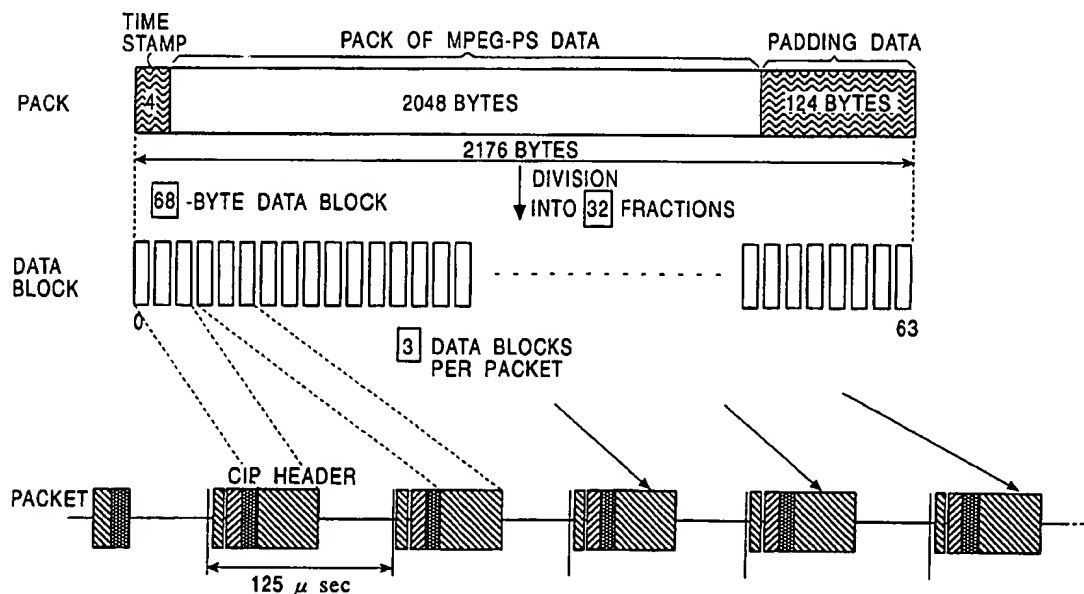 TIME
STAMP
PACK OF MPEG-PS DATA
PADDING DATA
PACK
4
2048 BYTES
124 BYTES
2176 BYTES
68 -BYTE DATA BLOCK
DIVISION
INTO 32 FRACTIONS
DATA
BLOCK
0
63
3 DATA BLOCKS
PER PACKET
CIP HEADER
PACKET
125 μ sec